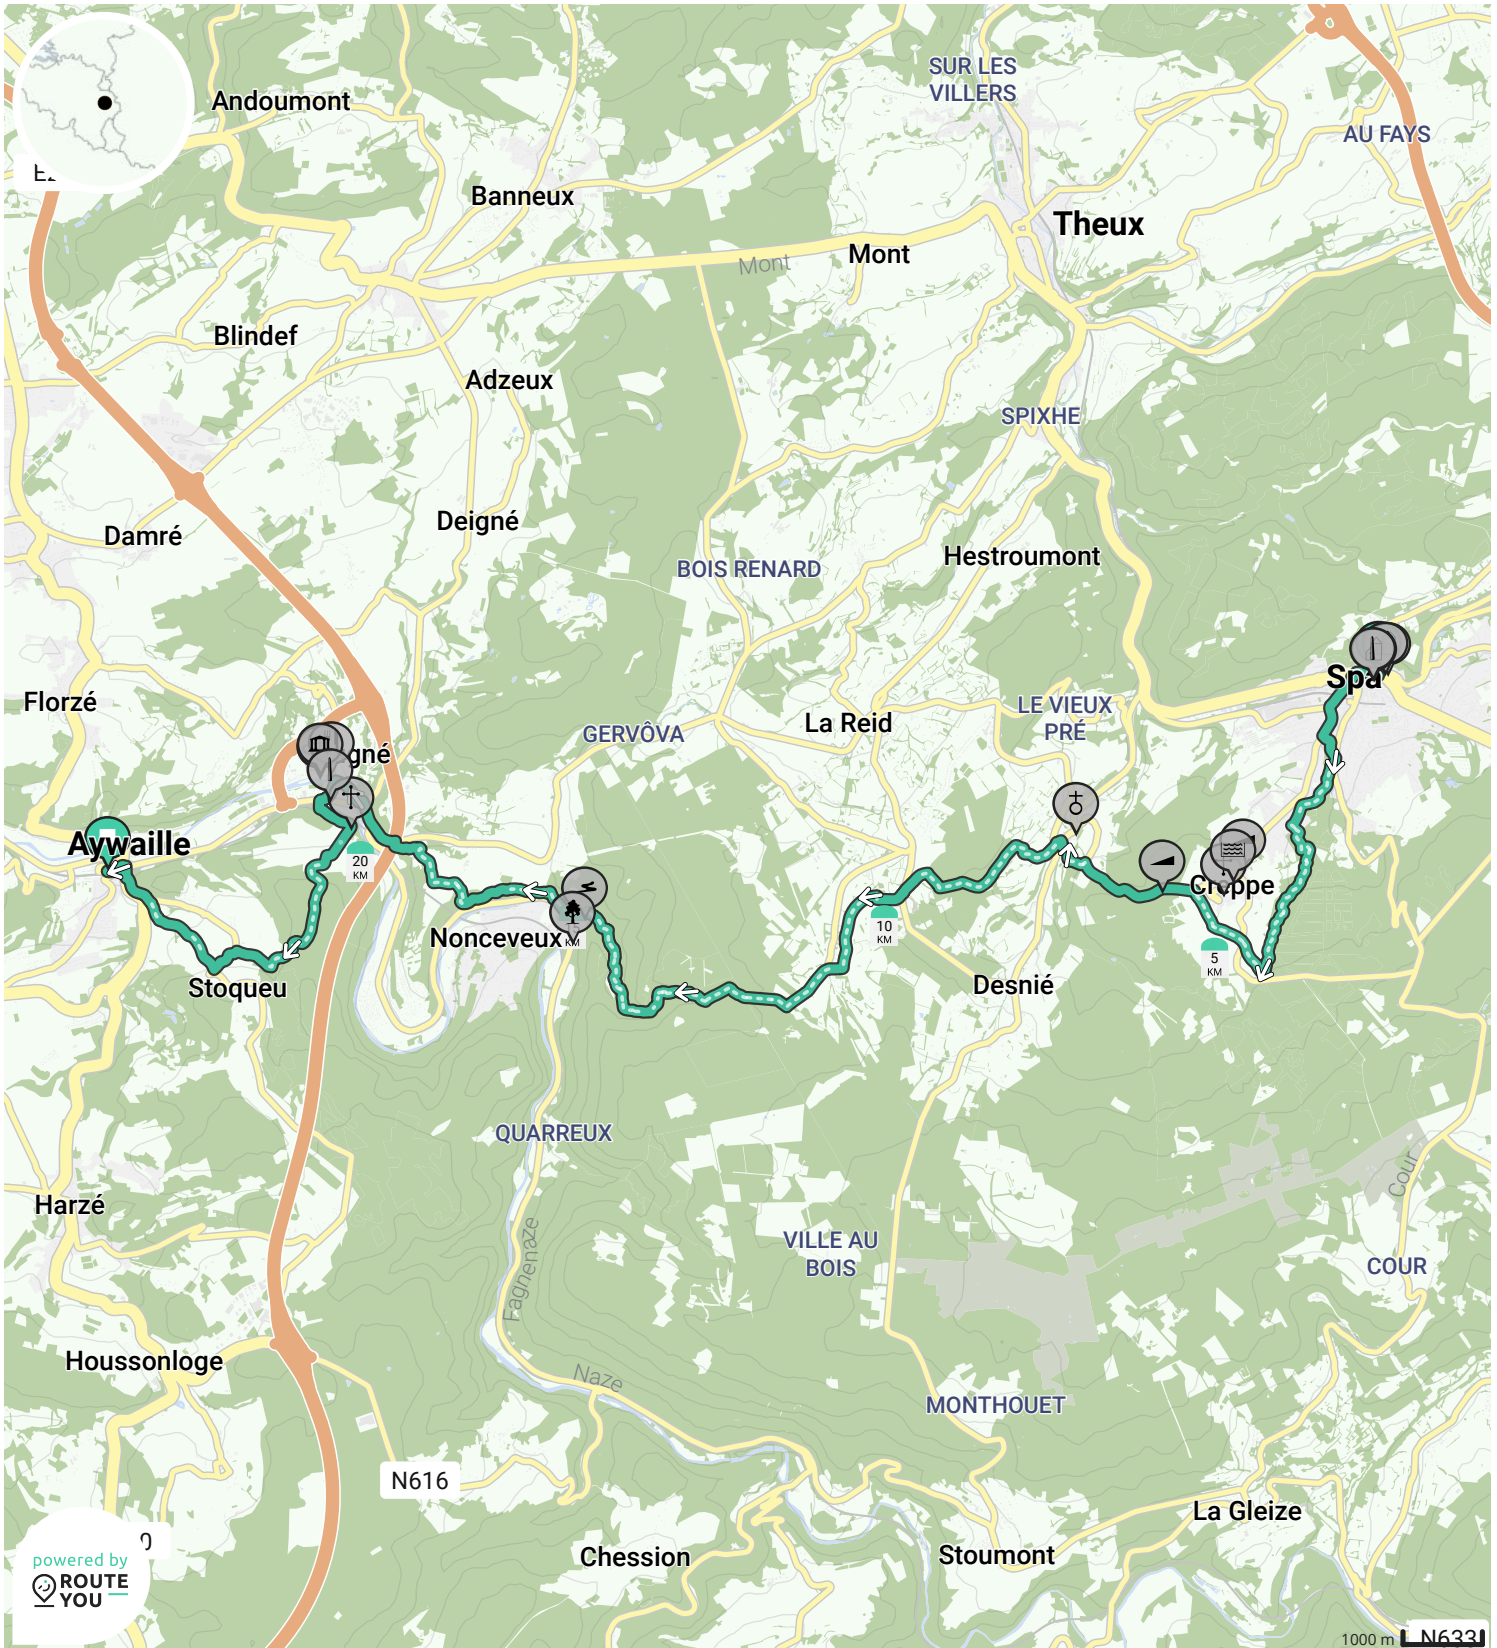 SUR LES
VILLERS
Andoumont
AU FAYS
Banneux
Theux
Mont
Mont
Blindef
Adzeux
SPIXHE
Deigné
Damré
Hestroumont
BOIS RENARD
Spa
Florzé
LE VIEUX
PRÉ
La Reid
GERVÔVA
gné
Aywaille
20
KM
Nonceveux
KM
10
KM
5
KM
Stoqueu
Desnié
QUARREUX
Cour
Harzé
VILLE AU
BOIS
COUR
Fagnenaze
Houssonloge
Naze
MONTHOUET
N616
La Gleize
Chession
Stoumont
powered by
ROUTE
YOU
1000 m
N633